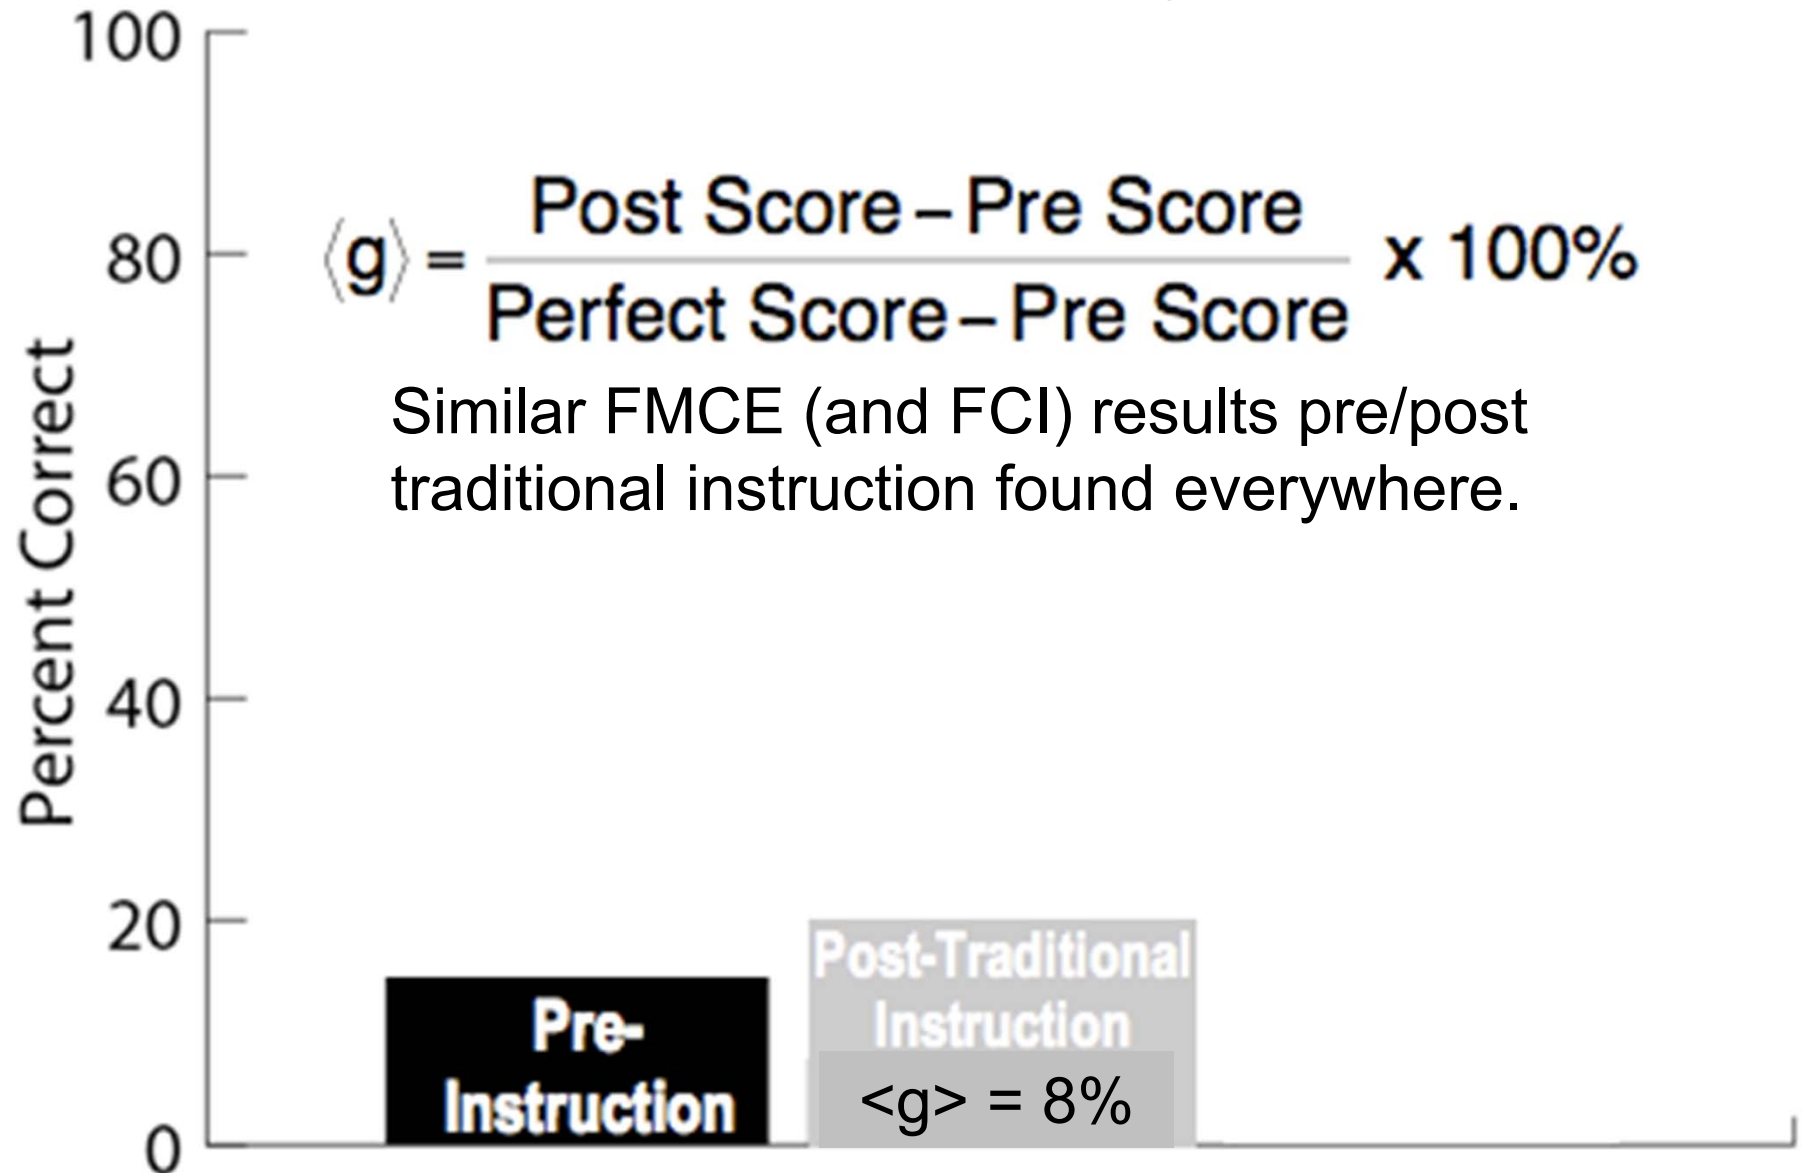 100
80
60
40
20
0
Percent Correct
⟨g⟩ = Post Score – Pre Score
Perfect Score – Pre Score
x 100%
Similar FMCE (and FCI) results pre/post
traditional instruction found everywhere.
Pre-
Instruction
Post-Traditional
Instruction
<g> = 8%